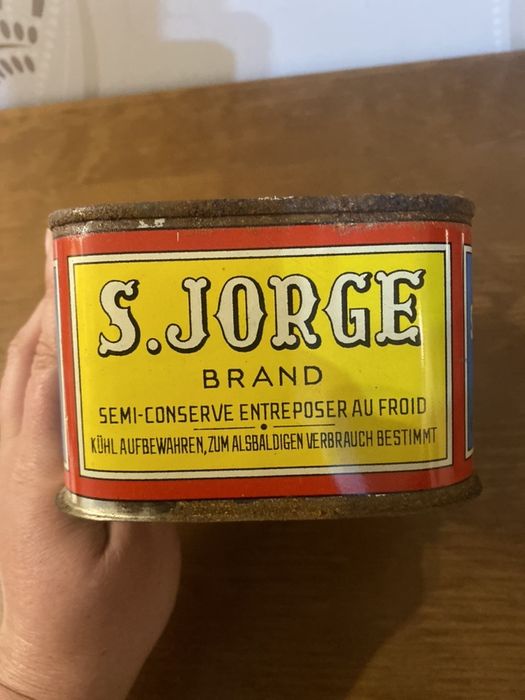 S.JORGE
BRAND
SEMI-CONSERVE ENTREPOSER AU FROID
KÜHL AUFBEWAHREN, ZUM ALSBALDIGEN VERBRAUCH BESTIMMT